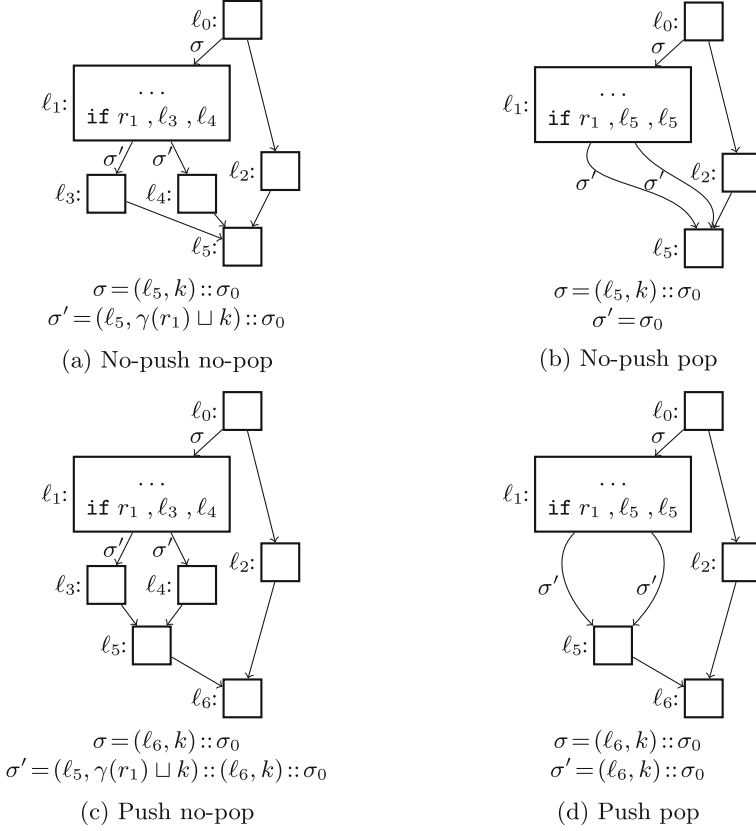 ℓ0:
σ
ℓ1:
...
if r1 , ℓ3 , ℓ4
σ′
σ′
ℓ2:
ℓ3:
ℓ4:
ℓ5:
σ=(ℓ5, k)::σ0
σ′=(ℓ5, γ(r1) ⊔ k)::σ0
(a) No-push no-pop
ℓ0:
σ
ℓ1:
...
if r1 , ℓ5 , ℓ5
σ′
σ′
ℓ2:
ℓ5:
σ=(ℓ5, k)::σ0
σ′=σ0
(b) No-push pop
ℓ0:
σ
ℓ1:
...
if r1 , ℓ3 , ℓ4
σ′
σ′
ℓ2:
ℓ3:
ℓ4:
ℓ5:
ℓ6:
σ=(ℓ6, k)::σ0
σ′=(ℓ5, γ(r1) ⊔ k)::(ℓ6, k)::σ0
(c) Push no-pop
ℓ0:
σ
ℓ1:
...
if r1 , ℓ5 , ℓ5
σ′
σ′
ℓ2:
ℓ5:
ℓ6:
σ=(ℓ6, k)::σ0
σ′=(ℓ6, k)::σ0
(d) Push pop